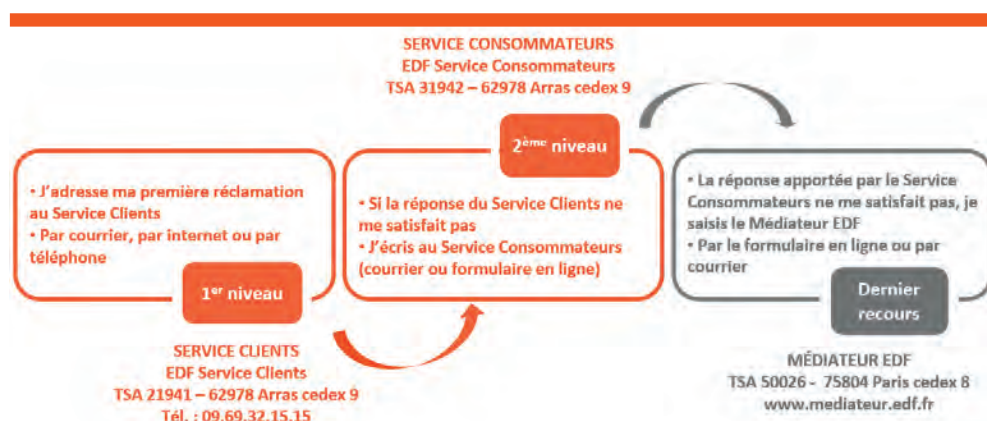 • J'adresse ma première réclamation
au Service Clients
• Par courrier, par internet ou par
téléphone
1er niveau
SERVICE CLIENTS
EDF Service Clients
TSA 21941 – 62978 Arras cedex 9
Tél. : 09.69.32.15.15
SERVICE CONSOMMATEURS
EDF Service Consommateurs
TSA 31942 – 62978 Arras cedex 9
2ème niveau
• Si la réponse du Service Clients ne
me satisfait pas
• J'écris au Service Consommateurs
(courrier ou formulaire en ligne)
• La réponse apportée par le Service
Consommateurs ne me satisfait pas, je
saisis le Médiateur EDF
• Par le formulaire en ligne ou par
courrier
Dernier
recours
MÉDIATEUR EDF
TSA 50026 - 75804 Paris cedex 8
www.mediateur.edf.fr